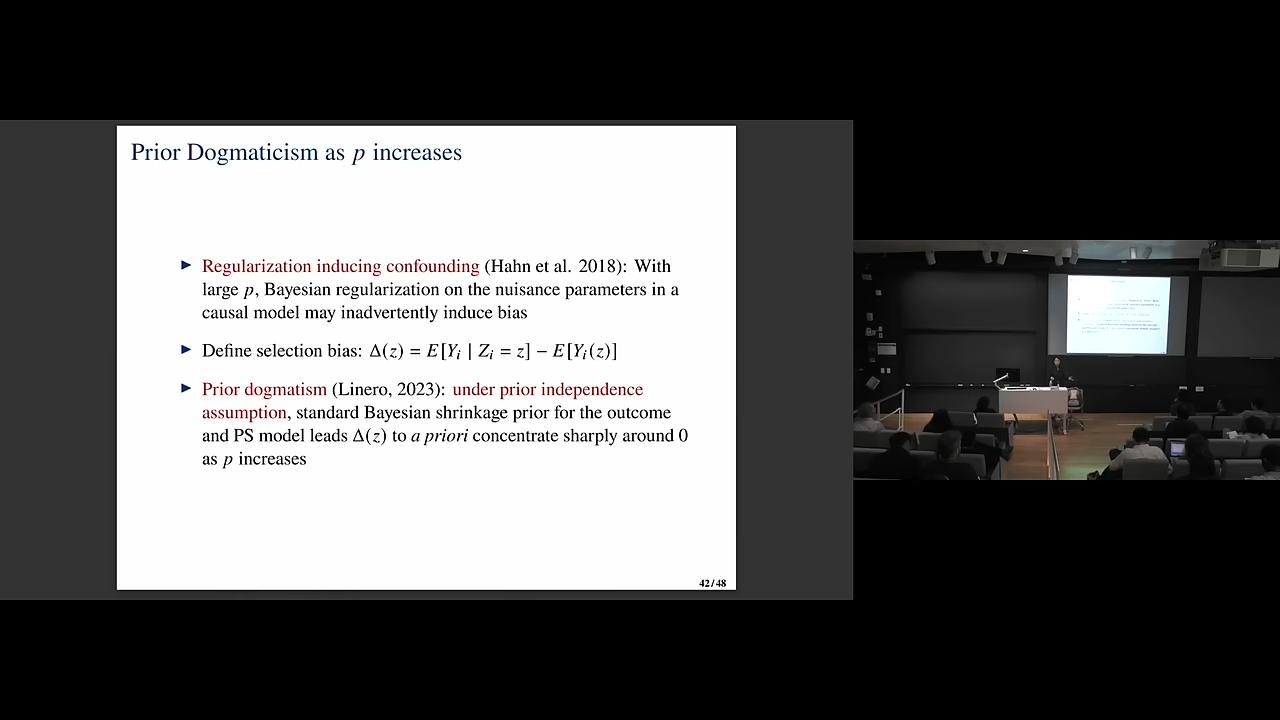 Prior Dogmaticism as p increases
► Regularization inducing confounding (Hahn et al. 2018): With
large p, Bayesian regularization on the nuisance parameters in a
causal model may inadvertently induce bias
► Define selection bias: Δ(z) = E[Yᵢ | Zᵢ = z] − E[Yᵢ(z)]
► Prior dogmatism (Linero, 2023): under prior independence
assumption, standard Bayesian shrinkage prior for the outcome
and PS model leads Δ(z) to a priori concentrate sharply around 0
as p increases
42/48